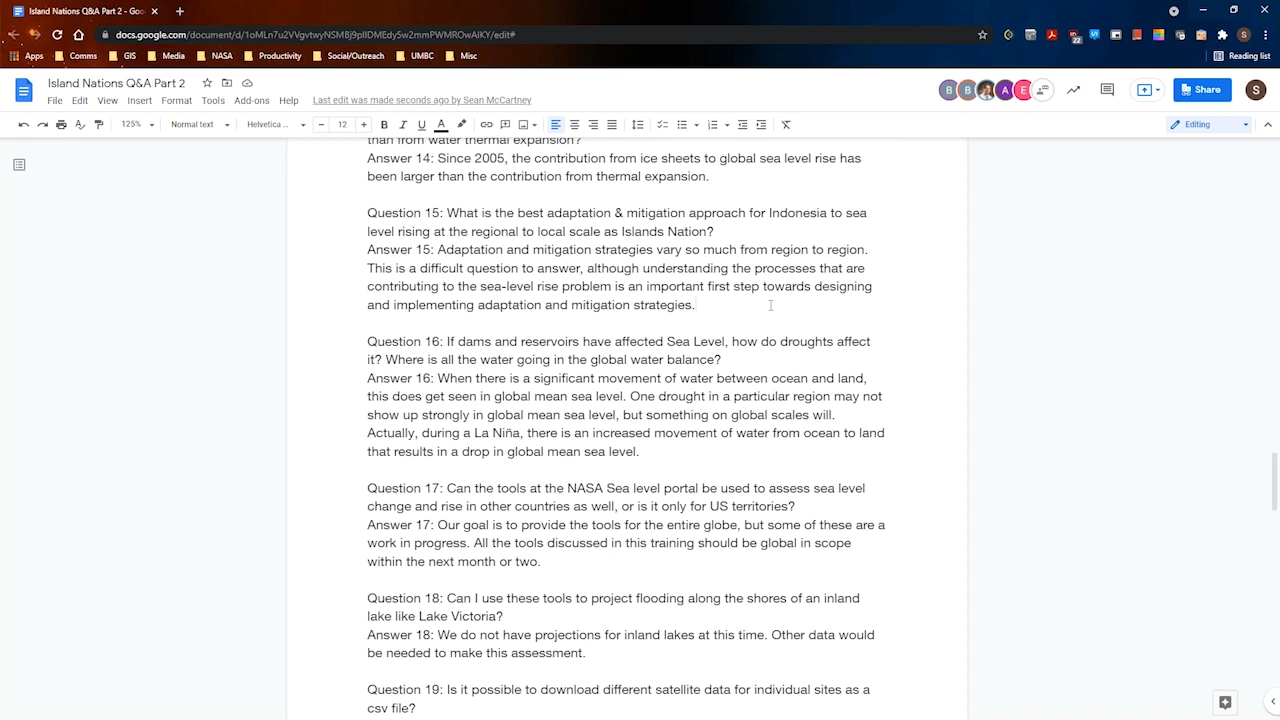 Island Nations Q&A Part 2 - Goo
docs.google.com/document/d/1oMLn7u2VVgvtwyNSMBj9plIDMEdy5w2mmPWMROwAIKY/edit#
Apps Comms GIS Media NASA Productivity Social/Outreach UMBC Misc Reading list
Island Nations Q&A Part 2
File Edit View Insert Format Tools Add-ons Help Last edit was made seconds ago by Sean McCartney
B B A E Share S
125% Normal text Helvetica ... 12 B I U A Editing
than from water thermal expansion?
Answer 14: Since 2005, the contribution from ice sheets to global sea level rise has
been larger than the contribution from thermal expansion.
Question 15: What is the best adaptation & mitigation approach for Indonesia to sea
level rising at the regional to local scale as Islands Nation?
Answer 15: Adaptation and mitigation strategies vary so much from region to region.
This is a difficult question to answer, although understanding the processes that are
contributing to the sea-level rise problem is an important first step towards designing
and implementing adaptation and mitigation strategies.
Question 16: If dams and reservoirs have affected Sea Level, how do droughts affect
it? Where is all the water going in the global water balance?
Answer 16: When there is a significant movement of water between ocean and land,
this does get seen in global mean sea level. One drought in a particular region may not
show up strongly in global mean sea level, but something on global scales will.
Actually, during a La Niña, there is an increased movement of water from ocean to land
that results in a drop in global mean sea level.
Question 17: Can the tools at the NASA Sea level portal be used to assess sea level
change and rise in other countries as well, or is it only for US territories?
Answer 17: Our goal is to provide the tools for the entire globe, but some of these are a
work in progress. All the tools discussed in this training should be global in scope
within the next month or two.
Question 18: Can I use these tools to project flooding along the shores of an inland
lake like Lake Victoria?
Answer 18: We do not have projections for inland lakes at this time. Other data would
be needed to make this assessment.
Question 19: Is it possible to download different satellite data for individual sites as a
csv file?